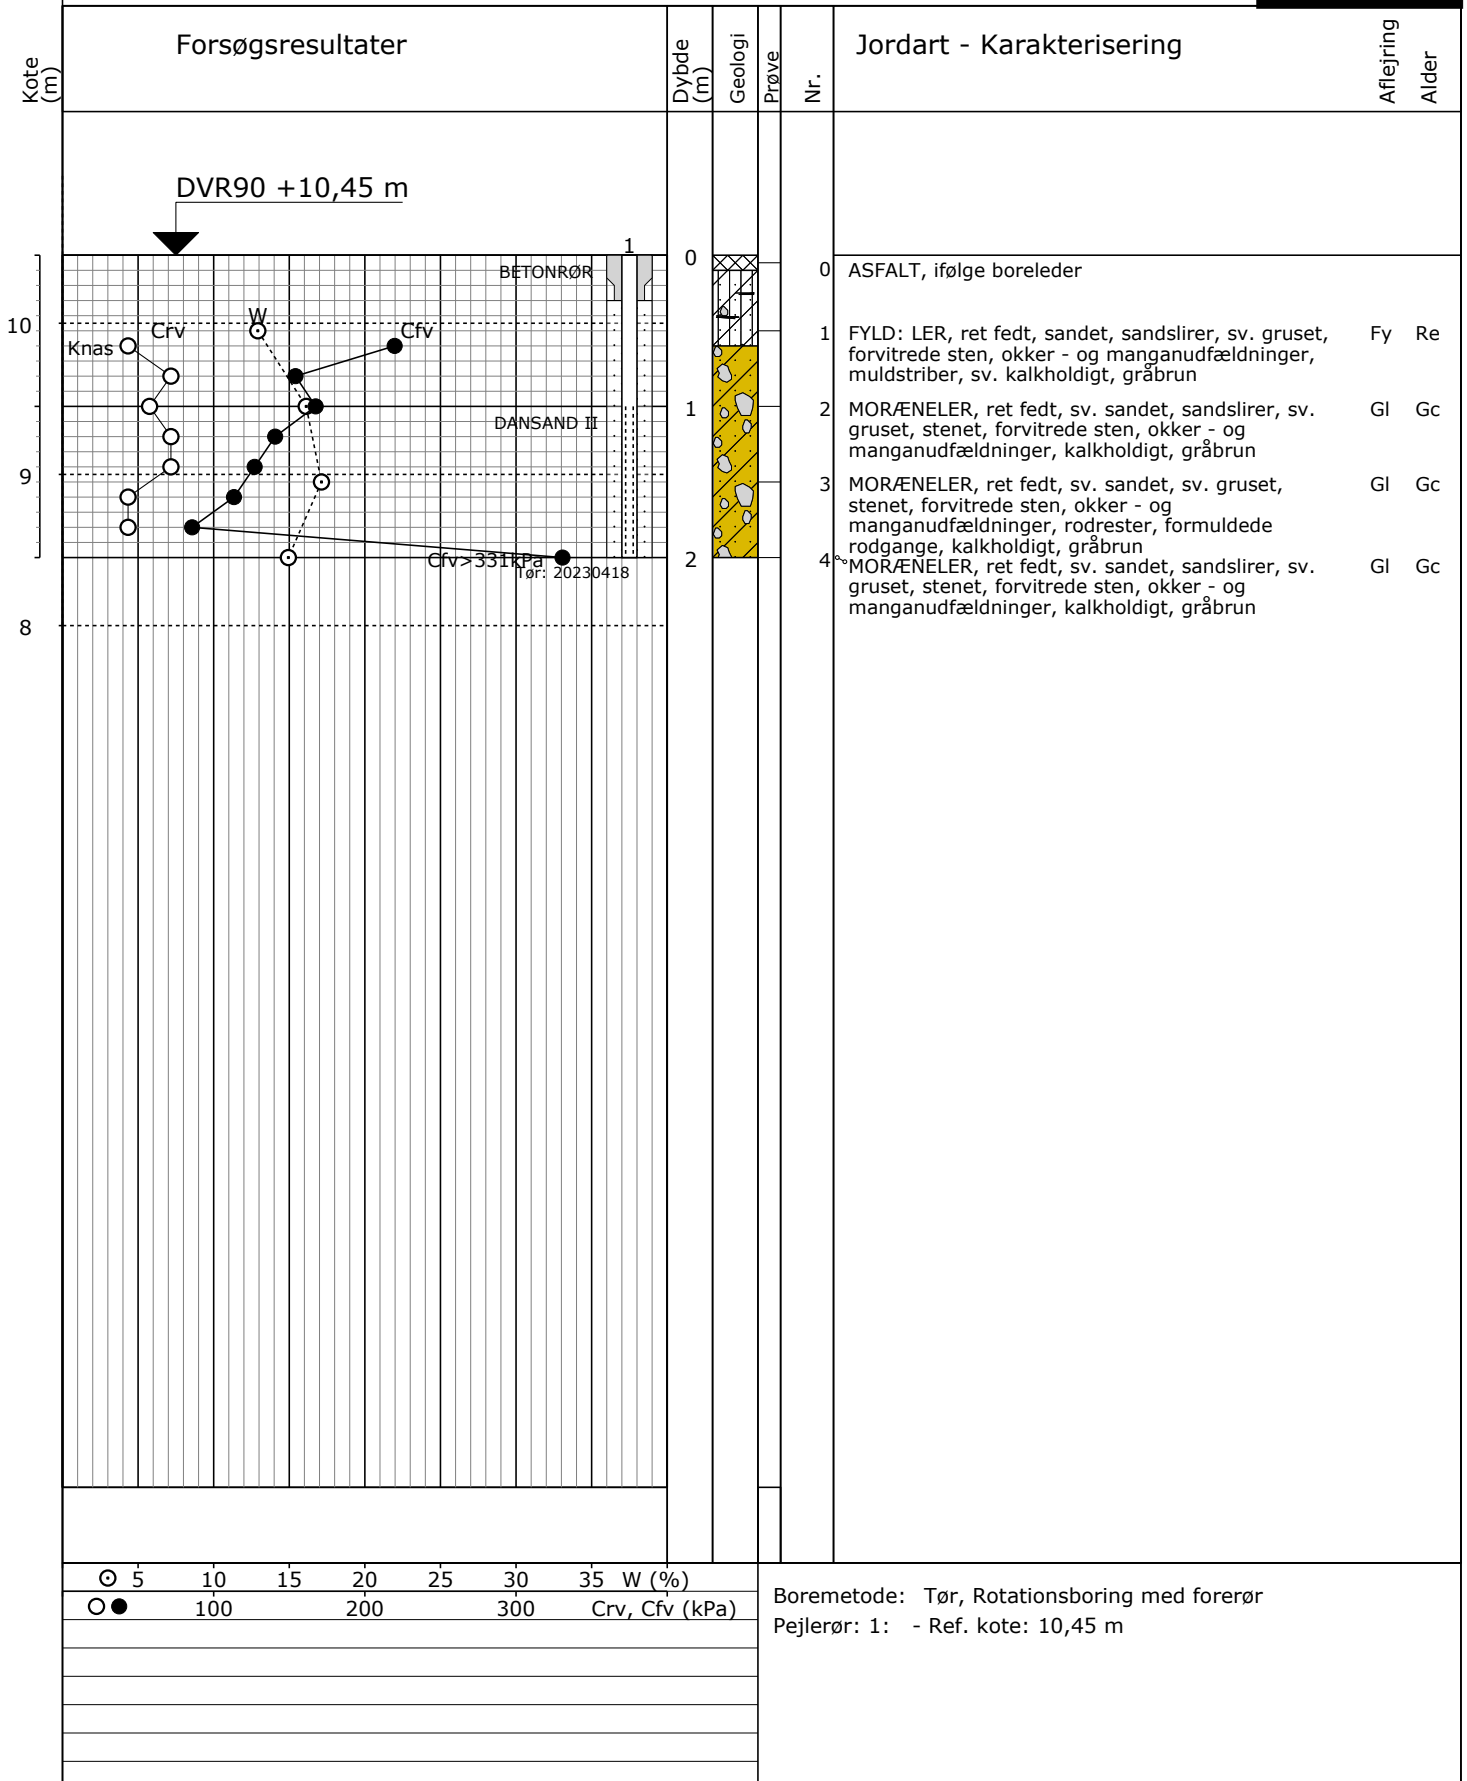 Kote (m)
Forsøgsresultater
Dybde (m)
Geologi
Prøve
Nr.
Jordart - Karakterisering
Aflejring
Alder
DVR90 +10,45 m
1
BETONRØR
0
0
ASFALT, ifølge boreleder
10
Knas
Crv
W
Cfv
1
FYLD: LER, ret fedt, sandet, sandslirer, sv. gruset,
forvitrede sten, okker - og manganudfældninger,
muldstriber, sv. kalkholdigt, gråbrun
Fy
Re
DANSAND II
1
2
MORÆNELER, ret fedt, sv. sandet, sandslirer, sv.
gruset, stenet, forvitrede sten, okker - og
manganudfældninger, kalkholdigt, gråbrun
Gl
Gc
9
3
MORÆNELER, ret fedt, sv. sandet, sv. gruset,
stenet, forvitrede sten, okker - og
manganudfældninger, rodrester, formuldede
rodgange, kalkholdigt, gråbrun
Gl
Gc
Cfv>331kPa
Tør: 20230418
2
4
MORÆNELER, ret fedt, sv. sandet, sandslirer, sv.
gruset, stenet, forvitrede sten, okker - og
manganudfældninger, kalkholdigt, gråbrun
Gl
Gc
8
5 10 15 20 25 30 35 W (%)
100 200 300 Crv, Cfv (kPa)
Boremetode: Tør, Rotationsboring med forerør
Pejlerør: 1: - Ref. kote: 10,45 m